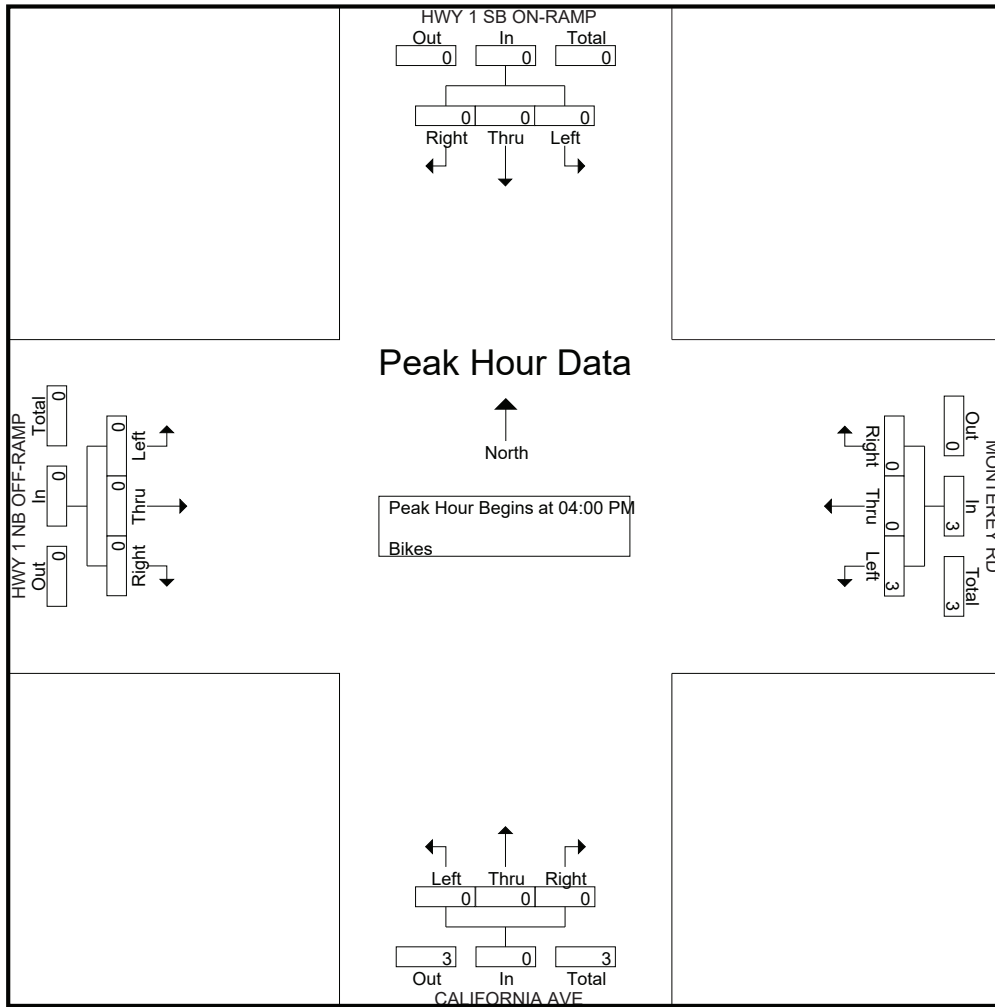 HWY 1 SB ON-RAMP
Out In Total
0 0 0
0 0 0
Right Thru Left
Peak Hour Data
North
Peak Hour Begins at 04:00 PM
Bikes
HWY 1 NB OFF-RAMP
Out In Total
0 0 0
0 0 0
Right Thru Left
MONTEREY RD
Out In Total
0 3 3
0 0 3
Right Thru Left
Left Thru Right
0 0 0
3 0 3
Out In Total
CALIFORNIA AVE